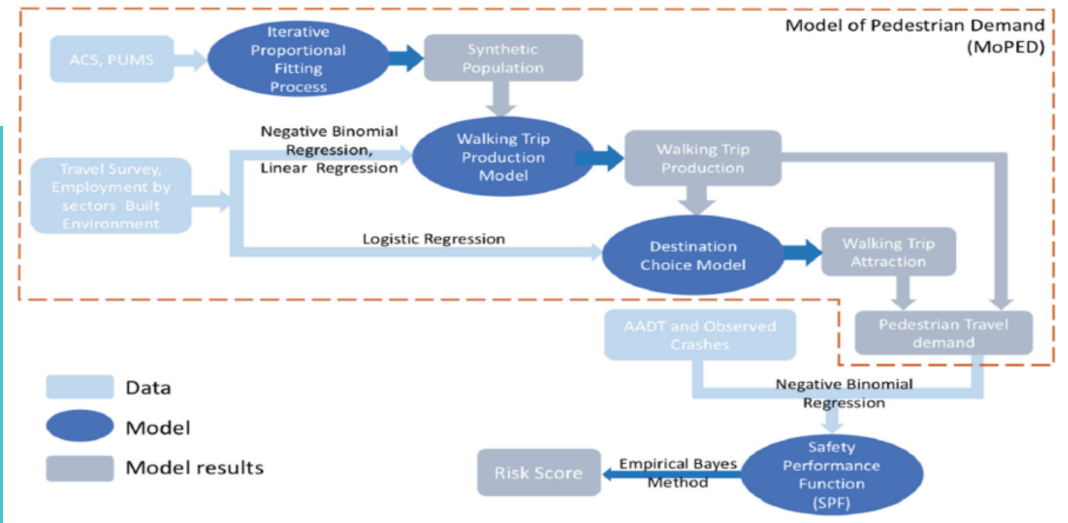 Model of Pedestrian Demand
(MoPED)
ACS, PUMS
Iterative
Proportional
Fitting
Process
Synthetic
Population
Negative Binomial
Regression,
Linear Regression
Walking Trip
Production
Model
Walking Trip
Production
Travel Survey,
Employment by
sectors Built
Environment
Logistic Regression
Destination
Choice Model
Walking Trip
Attraction
AADT and Observed
Crashes
Pedestrian Travel
demand
Negative Binomial
Regression
Data
Model
Model results
Risk Score
Empirical Bayes
Method
Safety
Performance
Function
(SPF)